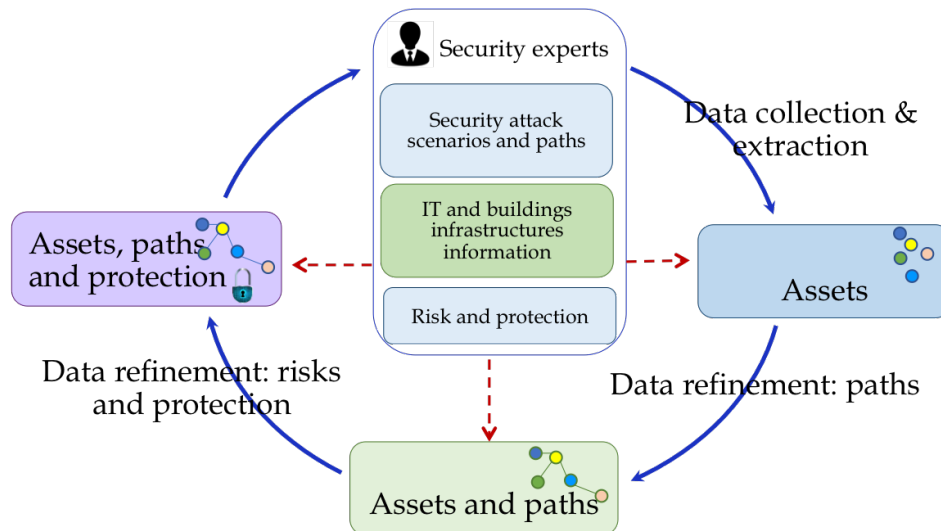 Security experts
Security attack
scenarios and paths
IT and buildings
infrastructures
information
Risk and protection
Data collection &
extraction
Assets
Data refinement: paths
Assets and paths
Data refinement: risks
and protection
Assets, paths
and protection